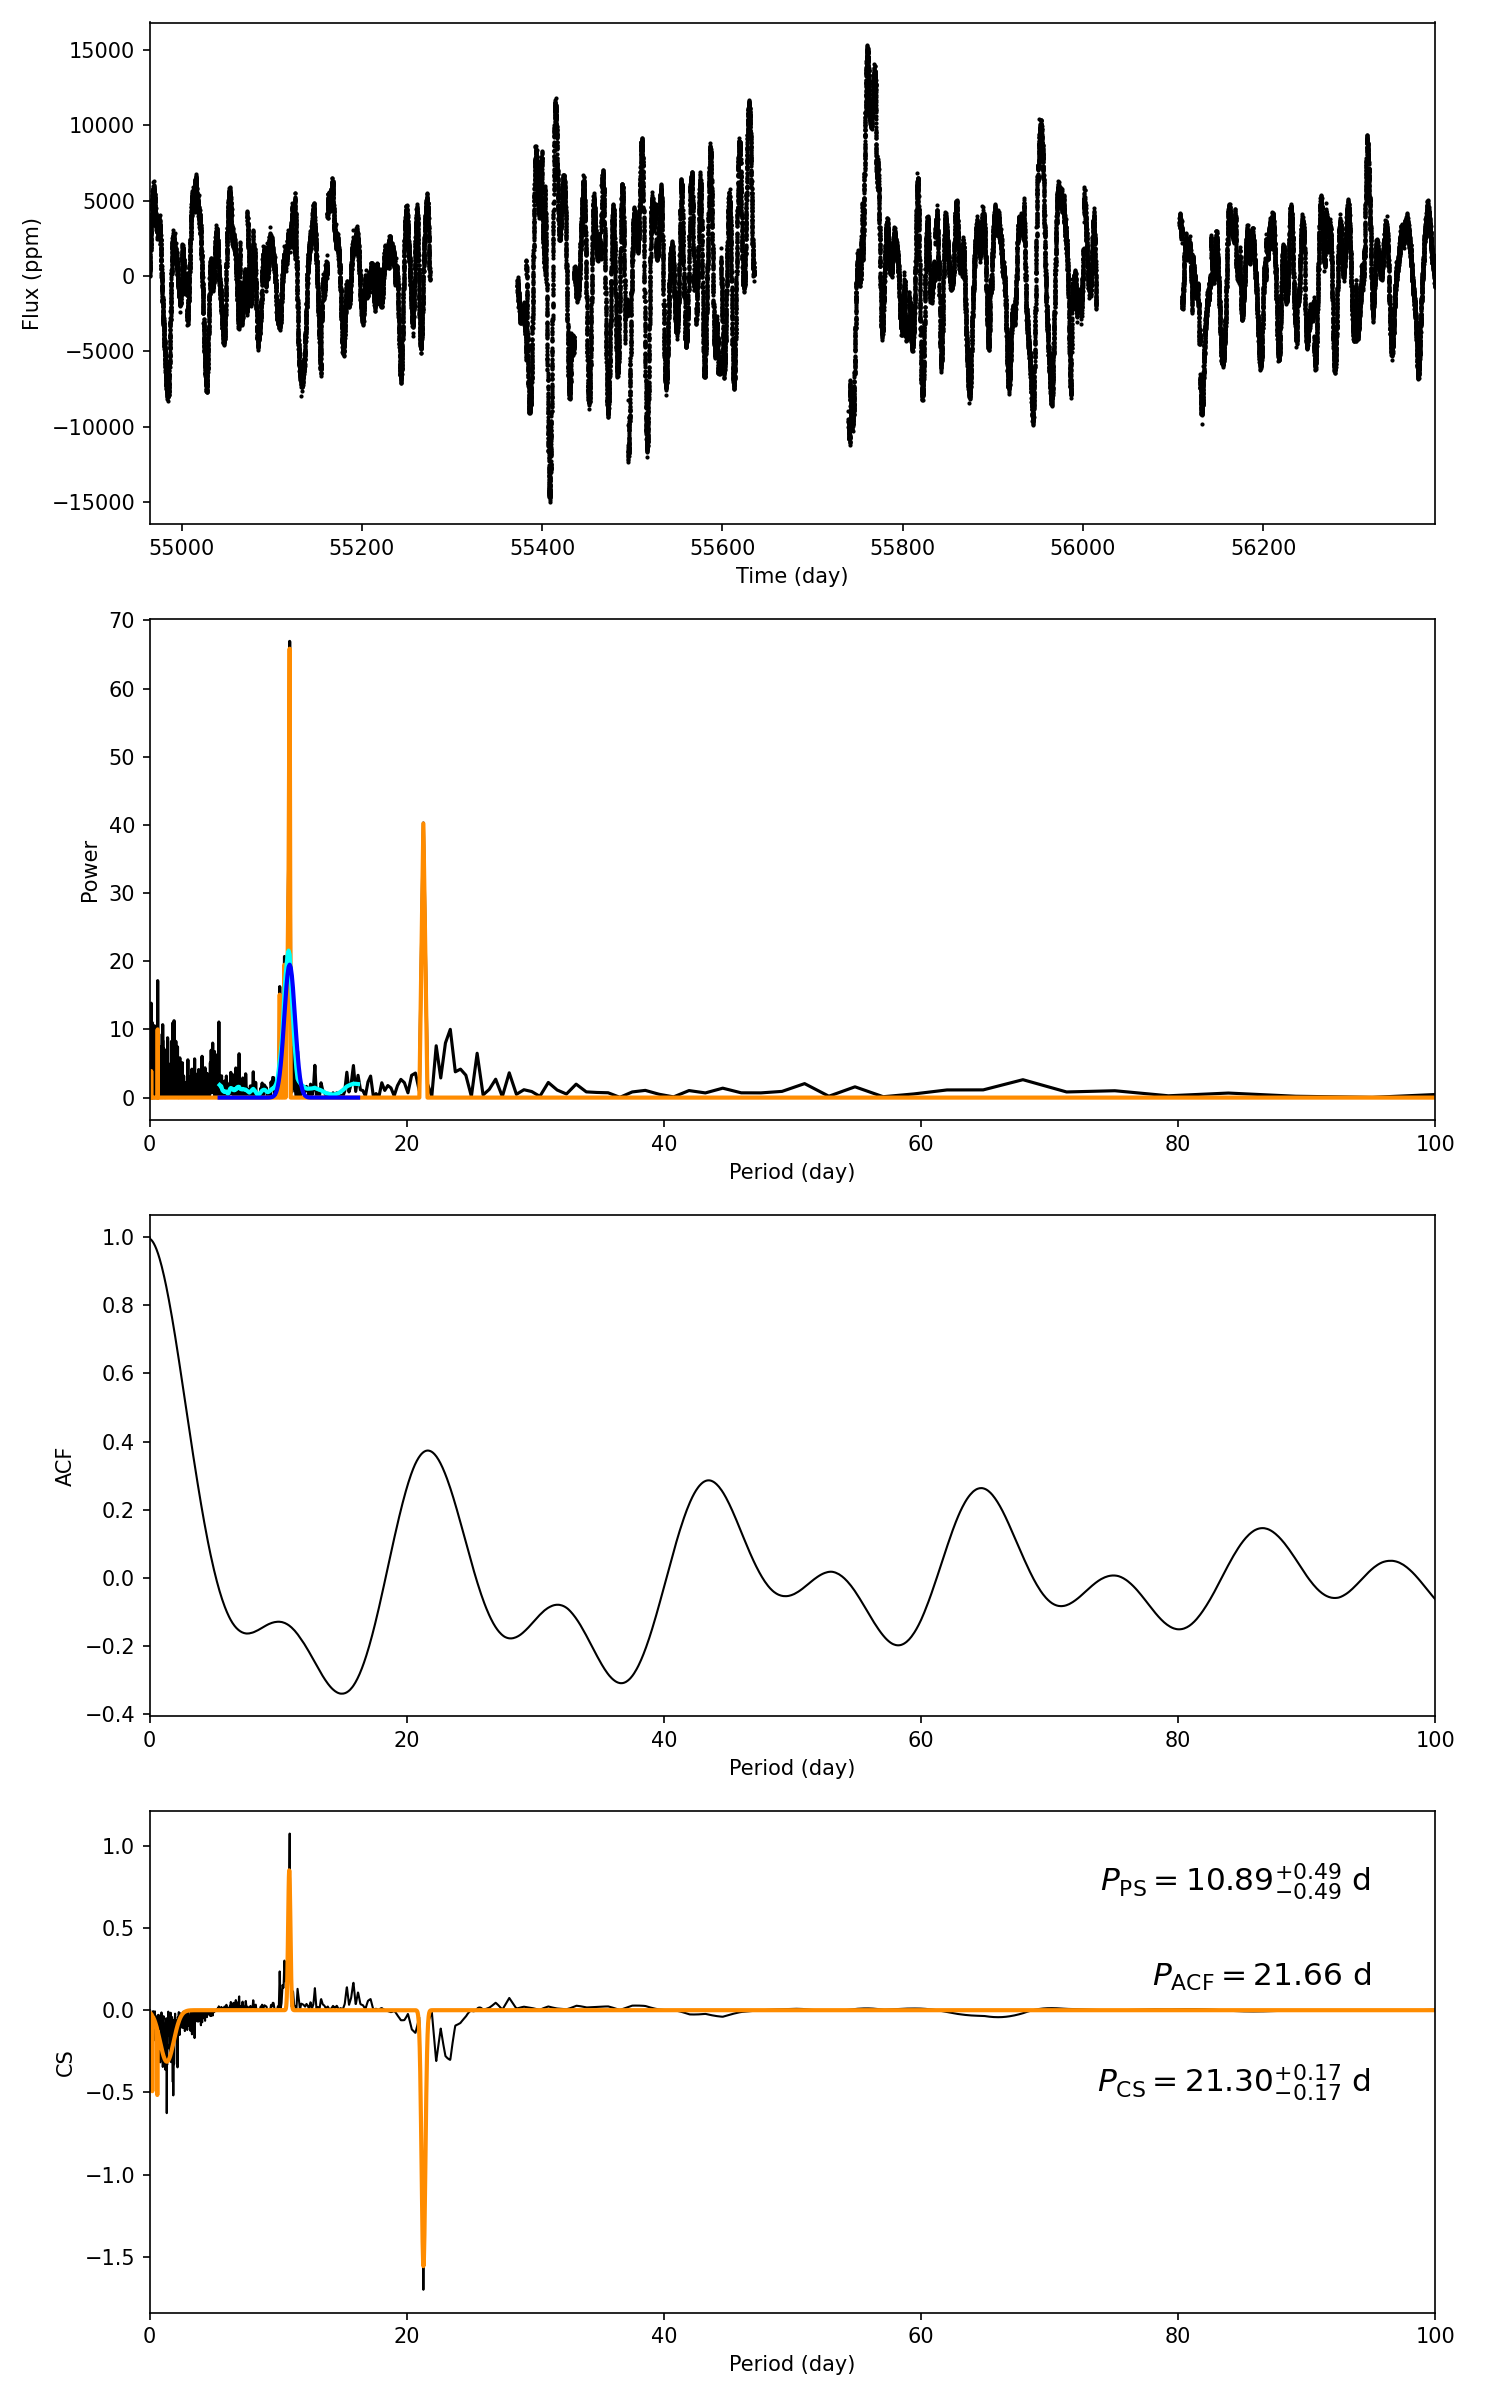 15000
10000
5000
0
−5000
−10000
−15000
Flux (ppm)
55000 55200 55400 55600 55800 56000 56200
Time (day)
70
60
50
40
30
20
10
0
Power
0 20 40 60 80 100
Period (day)
1.0
0.8
0.6
0.4
0.2
0.0
−0.2
−0.4
ACF
0 20 40 60 80 100
Period (day)
1.0
0.5
0.0
−0.5
−1.0
−1.5
CS
P_PS = 10.89^{+0.49}_{−0.49} d
P_ACF = 21.66 d
P_CS = 21.30^{+0.17}_{−0.17} d
0 20 40 60 80 100
Period (day)